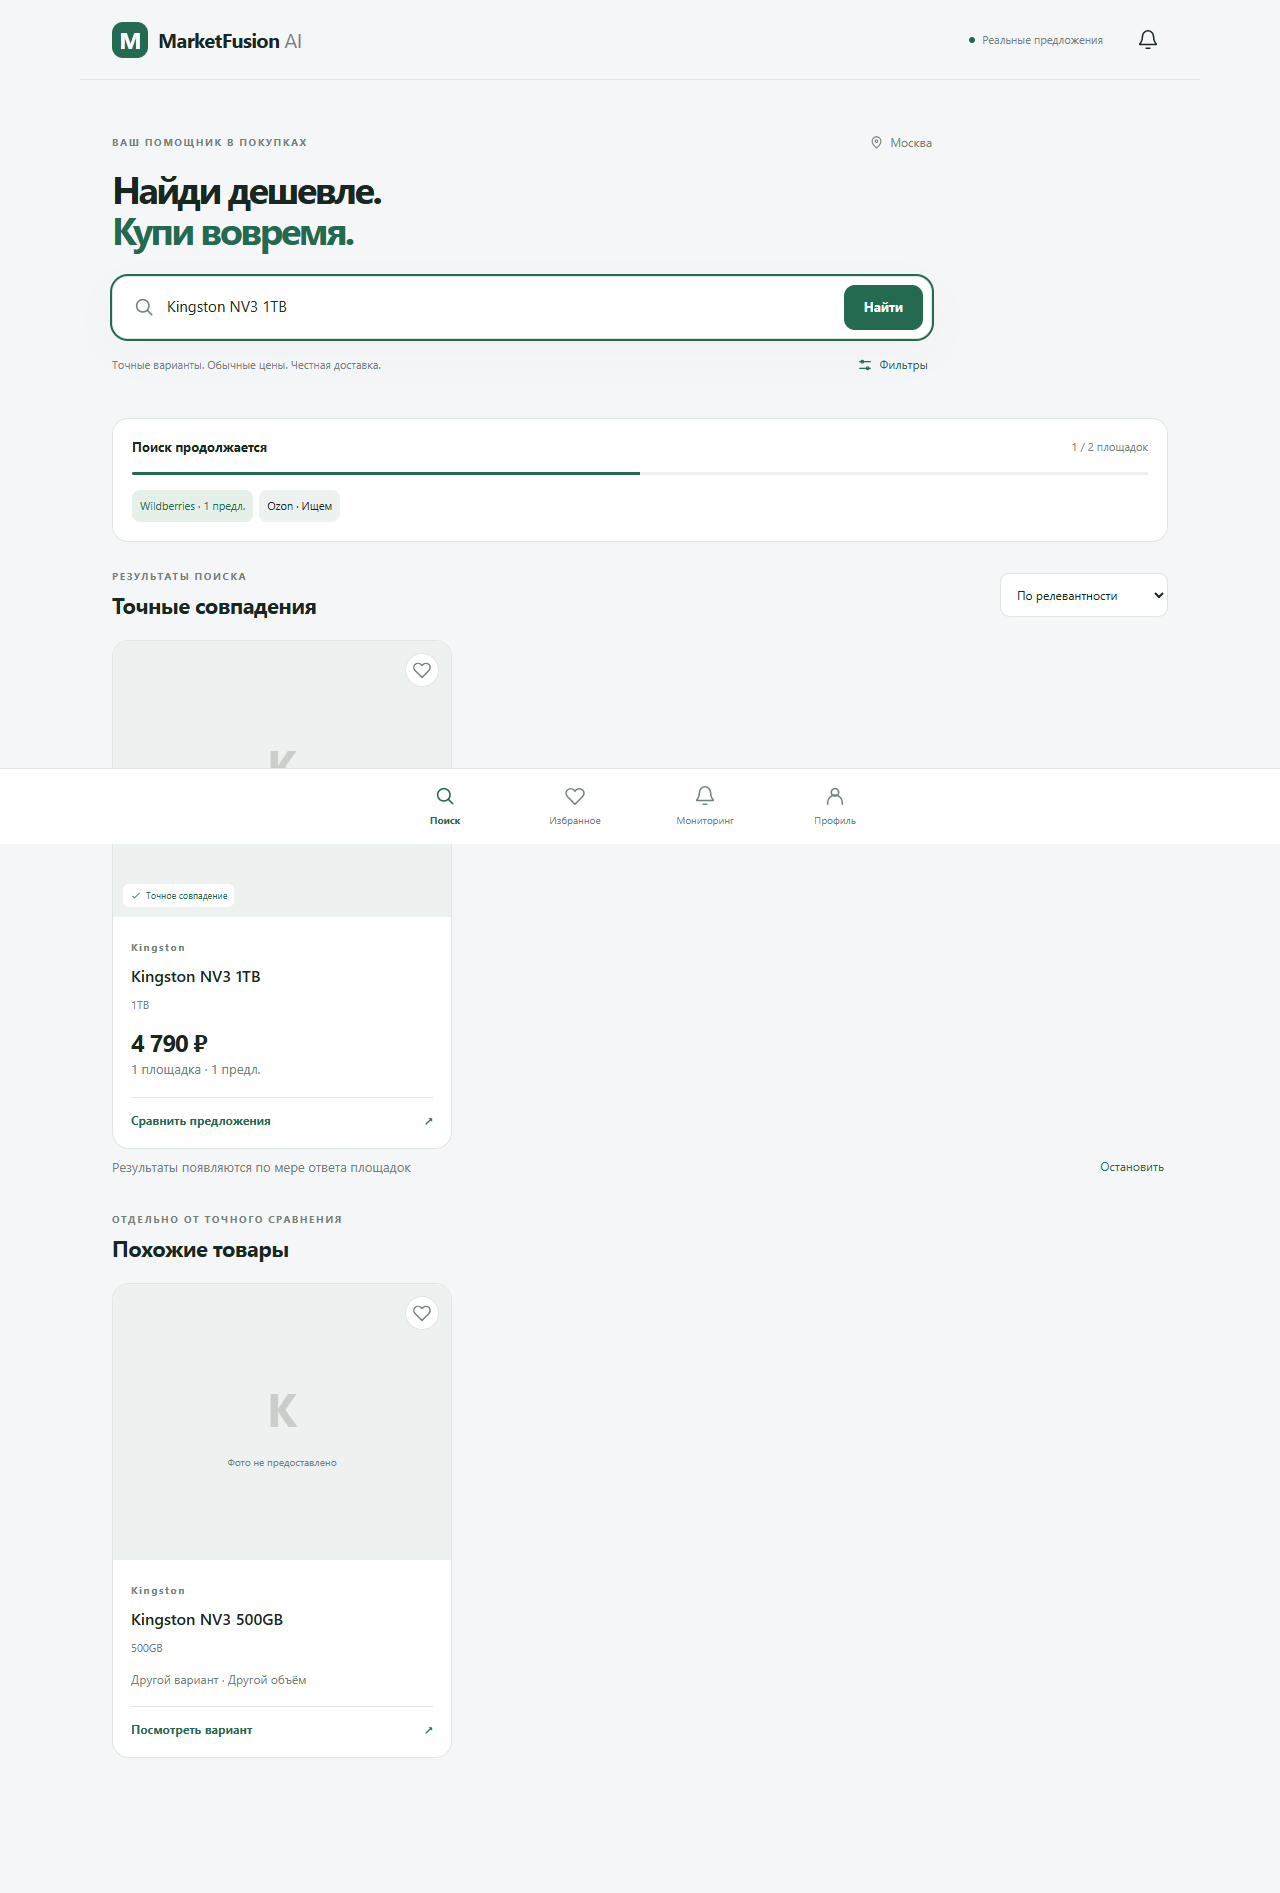 M MarketFusion AI
Реальные предложения
ВАШ ПОМОЩНИК В ПОКУПКАХ
Москва
Найди дешевле.
Купи вовремя.
Kingston NV3 1TB
Найти
Точные варианты. Обычные цены. Честная доставка.
Фильтры
Поиск продолжается
1 / 2 площадок
Wildberries · 1 предл.
Ozon · Ищем
РЕЗУЛЬТАТЫ ПОИСКА
Точные совпадения
По релевантности
K
Поиск
Избранное
Мониторинг
Профиль
Точное совпадение
Kingston
Kingston NV3 1TB
1TB
4 790 ₽
1 площадка · 1 предл.
Сравнить предложения ↗
Результаты появляются по мере ответа площадок
Остановить
ОТДЕЛЬНО ОТ ТОЧНОГО СРАВНЕНИЯ
Похожие товары
K
Фото не предоставлено
Kingston
Kingston NV3 500GB
500GB
Другой вариант · Другой объём
Посмотреть вариант ↗